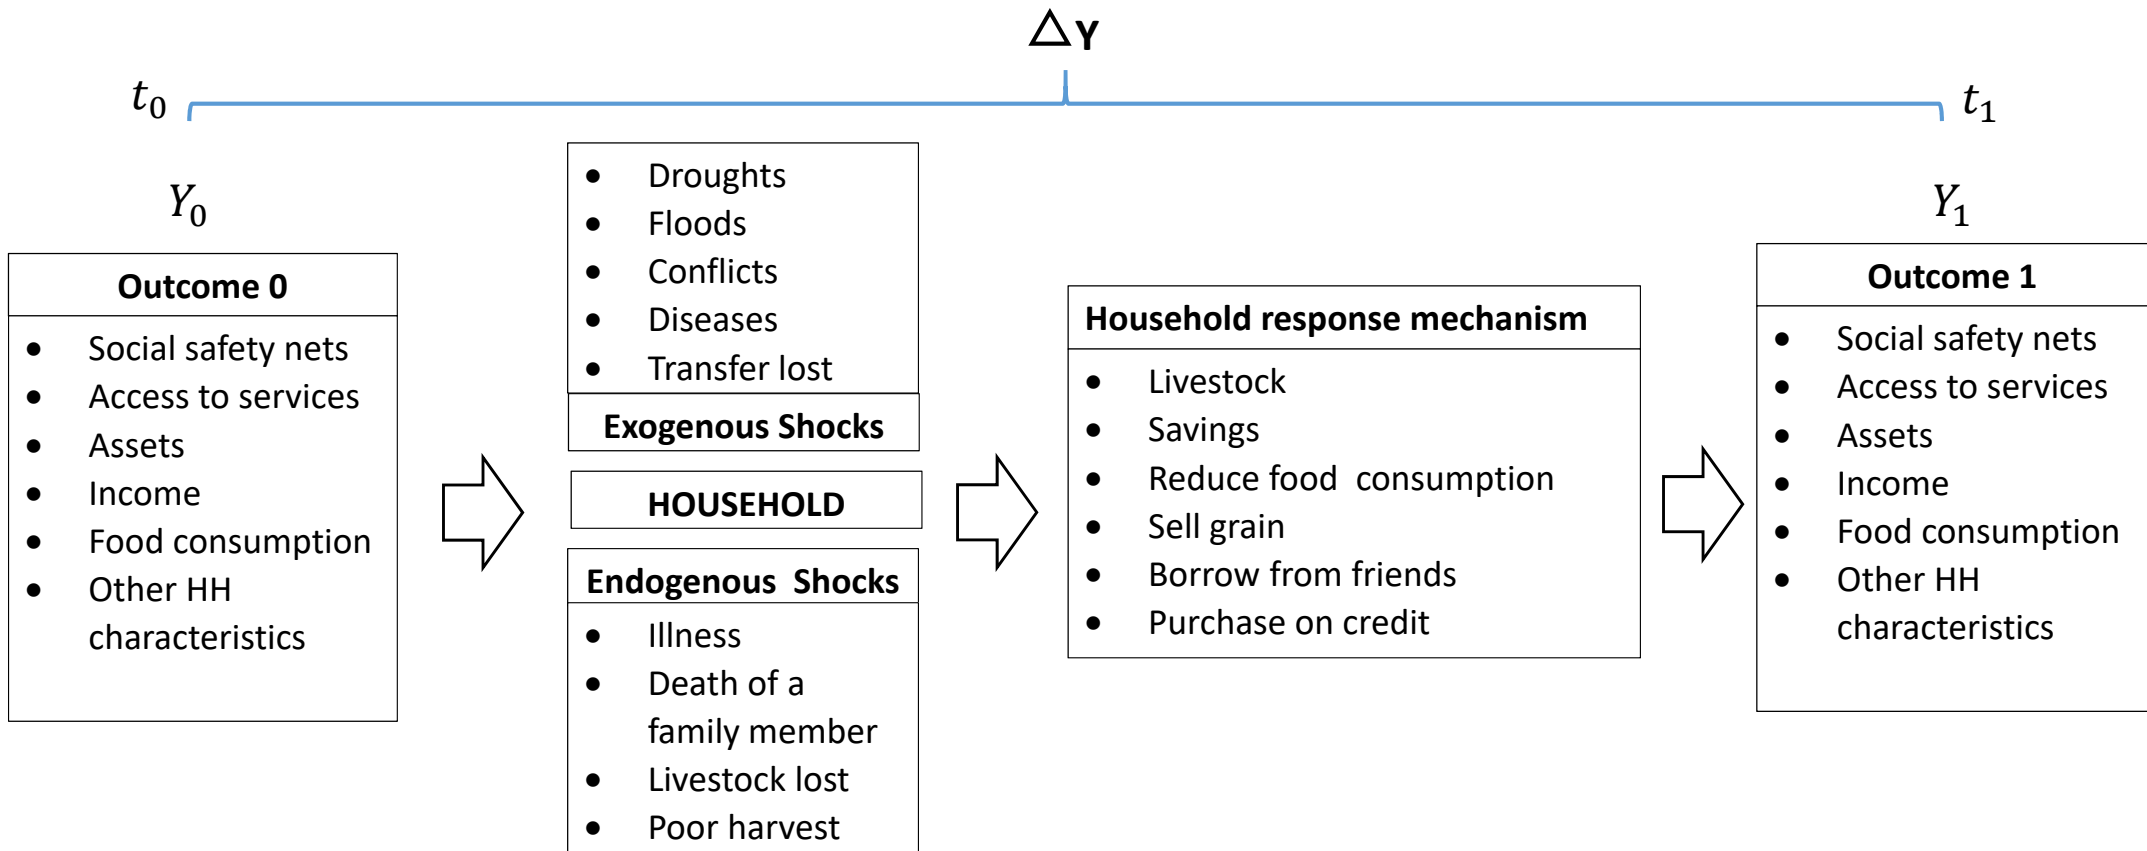 △Y
t₀
t₁
Y₀
Y₁
Outcome 0
• Social safety nets
• Access to services
• Assets
• Income
• Food consumption
• Other HH
characteristics
• Droughts
• Floods
• Conflicts
• Diseases
• Transfer lost
Exogenous Shocks
HOUSEHOLD
Endogenous  Shocks
• Illness
• Death of a
family member
• Livestock lost
• Poor harvest
Household response mechanism
• Livestock
• Savings
• Reduce food  consumption
• Sell grain
• Borrow from friends
• Purchase on credit
Outcome 1
• Social safety nets
• Access to services
• Assets
• Income
• Food consumption
• Other HH
characteristics